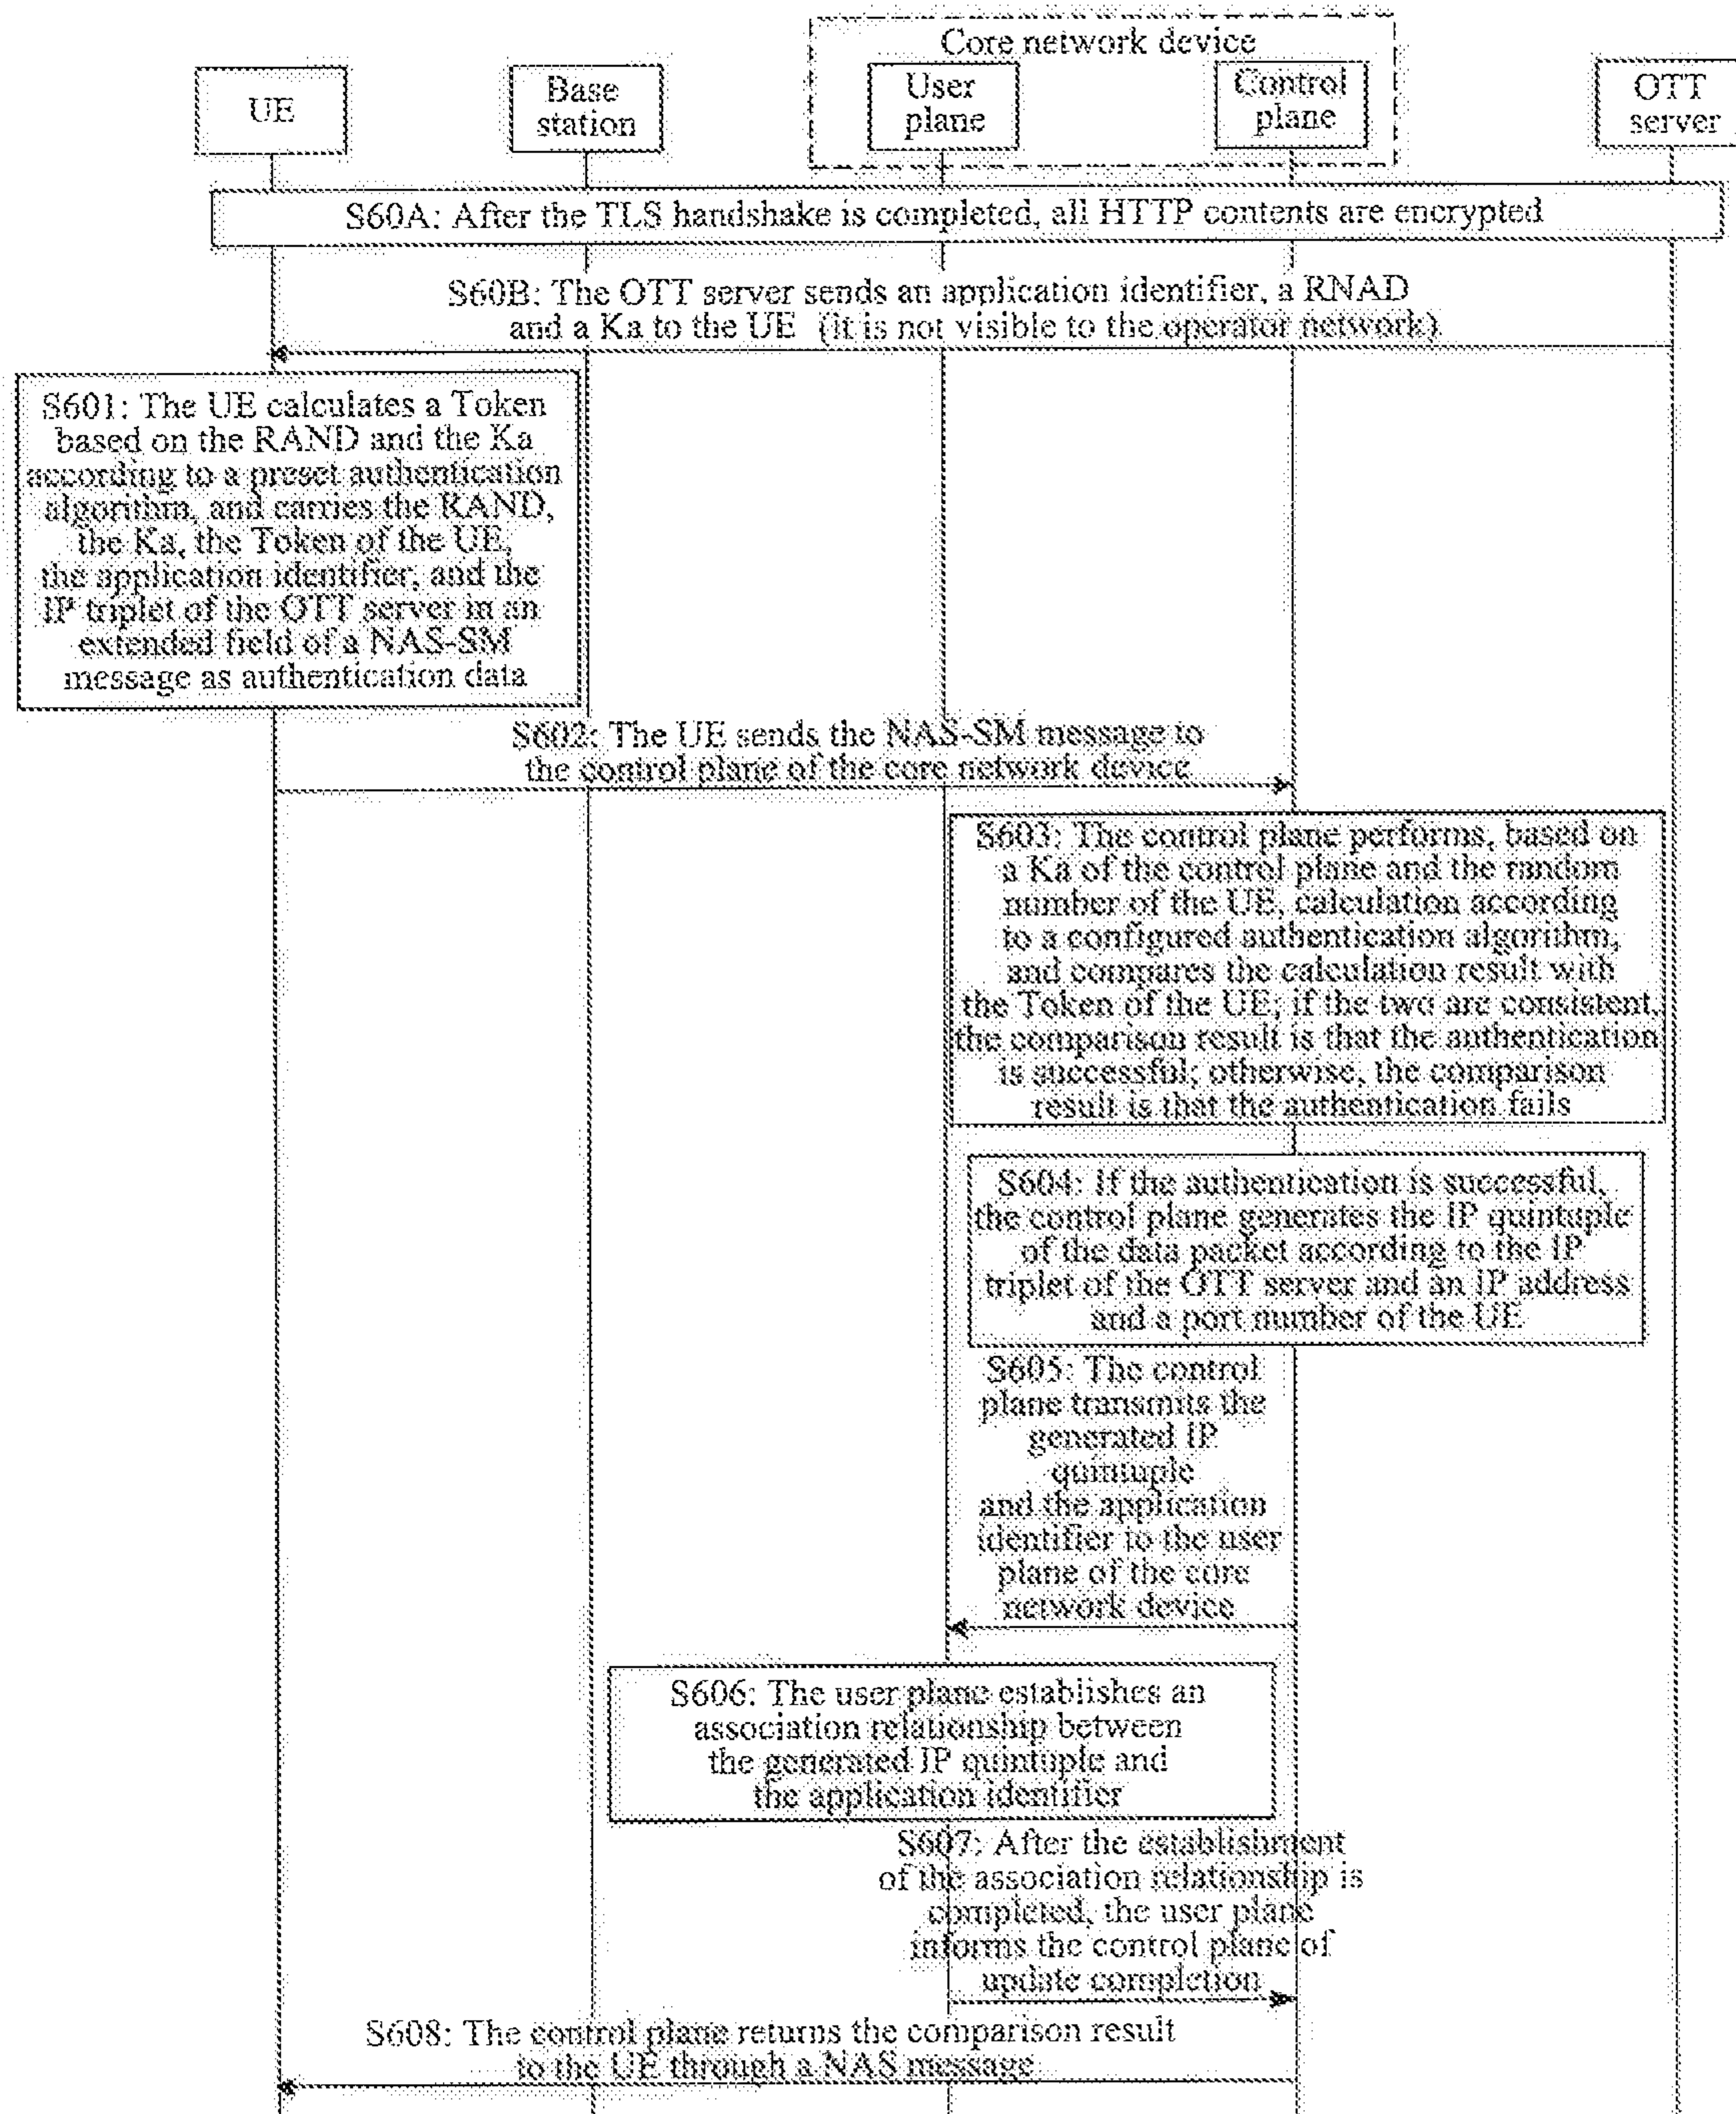 Core network device
UE
Base
station
User
plane
Control
plane
OTT
server
S60A: After the TLS handshake is completed, all HTTP contents are encrypted
S60B: The OTT server sends an application identifier, a RNAD
and a Ka to the UE (it is not visible to the operator network)
S601: The UE calculates a Token
based on the RAND and the Ka
according to a preset authentication
algorithm, and carries the RAND,
the Ka, the Token of the UE,
the application identifier, and the
IP triplet of the OTT server in an
extended field of a NAS-SM
message as authentication data
S602: The UE sends the NAS-SM message to
the control plane of the core network device
S603: The control plane performs, based on
a Ka of the control plane and the random
number of the UE, calculation according
to a configured authentication algorithm,
and compares the calculation result with
the Token of the UE; if the two are consistent,
the comparison result is that the authentication
is successful; otherwise, the comparison
result is that the authentication fails
S604: If the authentication is successful,
the control plane generates the IP quintuple
of the data packet according to the IP
triplet of the OTT server and an IP address
and a port number of the UE
S605: The control
plane transmits the
generated IP
quintuple
and the application
identifier to the user
plane of the core
network device
S606: The user plane establishes an
association relationship between
the generated IP quintuple and
the application identifier
S607: After the establishment
of the association relationship is
completed, the user plane
informs the control plane of
update completion
S608: The control plane returns the comparison result
to the UE through a NAS message